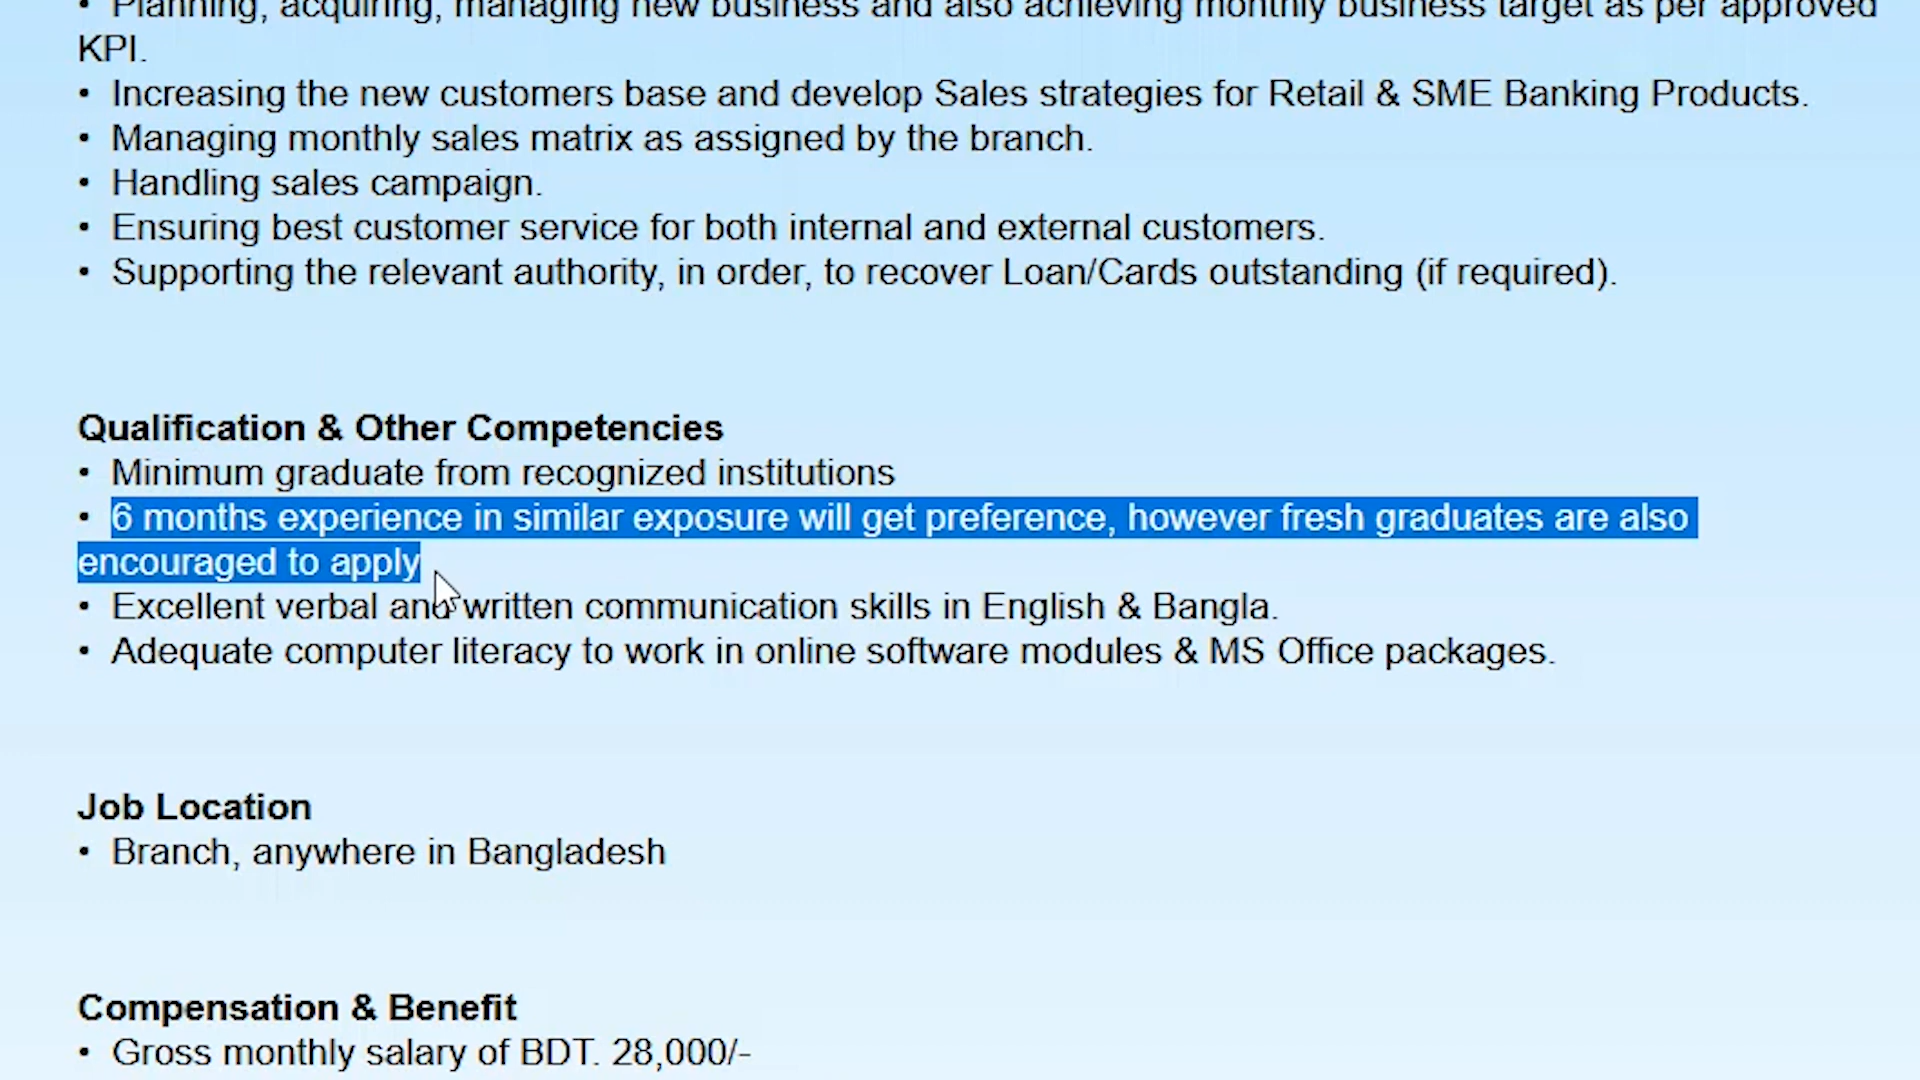 • Planning, acquiring, managing new business and also achieving monthly business target as per approved
KPI.
• Increasing the new customers base and develop Sales strategies for Retail & SME Banking Products.
• Managing monthly sales matrix as assigned by the branch.
• Handling sales campaign.
• Ensuring best customer service for both internal and external customers.
• Supporting the relevant authority, in order, to recover Loan/Cards outstanding (if required).
Qualification & Other Competencies
• Minimum graduate from recognized institutions
• 6 months experience in similar exposure will get preference, however fresh graduates are also
encouraged to apply
• Excellent verbal and written communication skills in English & Bangla.
• Adequate computer literacy to work in online software modules & MS Office packages.
Job Location
• Branch, anywhere in Bangladesh
Compensation & Benefit
• Gross monthly salary of BDT. 28,000/-